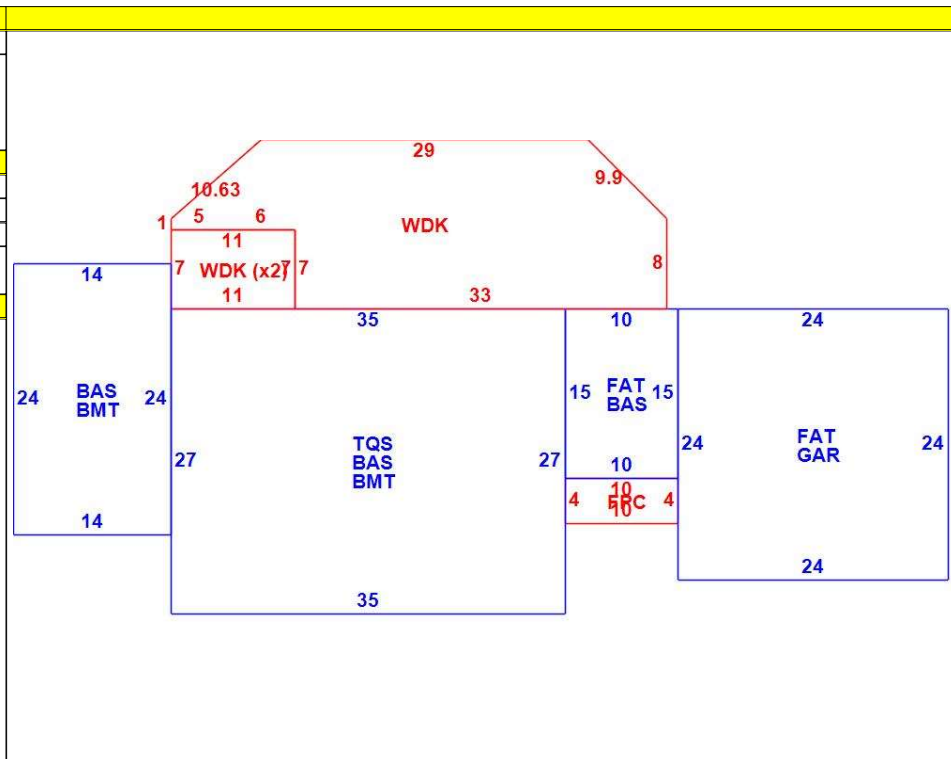 29
10.63
9.9
1 5 6
WDK
11
7 WDK (x2) 7 7
8
11 33
14
35 10 24
24 BAS 24
BMT
15 FAT 15
BAS
TQS
BAS
BMT
27 27
24 FAT 24
GAR
10
10
4 FPC 4
10
14
24
35